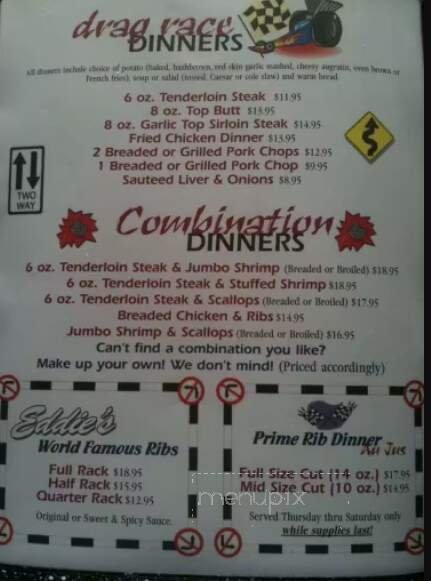 drag race
DINNERS
All dinners include choice of potato (baked, hashbrown, red skin garlic mashed, cheesy augratin, oven brown or
French fries), soup or salad (tossed, Caesar or cole slaw) and warm bread.
6 oz. Tenderloin Steak $11.95
8 oz. Top Butt $13.95
8 oz. Garlic Top Sirloin Steak $14.95
Fried Chicken Dinner $13.95
2 Breaded or Grilled Pork Chops $12.95
1 Breaded or Grilled Pork Chop $9.95
Sauteed Liver & Onions $8.95
TWO
WAY
Combination
DINNERS
6 oz. Tenderloin Steak & Jumbo Shrimp (Breaded or Broiled) $18.95
6 oz. Tenderloin Steak & Stuffed Shrimp $18.95
6 oz. Tenderloin Steak & Scallops (Breaded or Broiled) $17.95
Breaded Chicken & Ribs $14.95
Jumbo Shrimp & Scallops (Breaded or Broiled) $16.95
Can't find a combination you like?
Make up your own! We don't mind! (Priced accordingly)
Eddie's
World Famous Ribs
Full Rack $18.95
Half Rack $15.95
Quarter Rack $12.95
Original or Sweet & Spicy Sauce.
Prime Rib Dinner
Au Jus
Full Size Cut (14 oz.) $17.95
Mid Size Cut (10 oz.) $14.95
Served Thursday thru Saturday only
while supplies last!
menupix